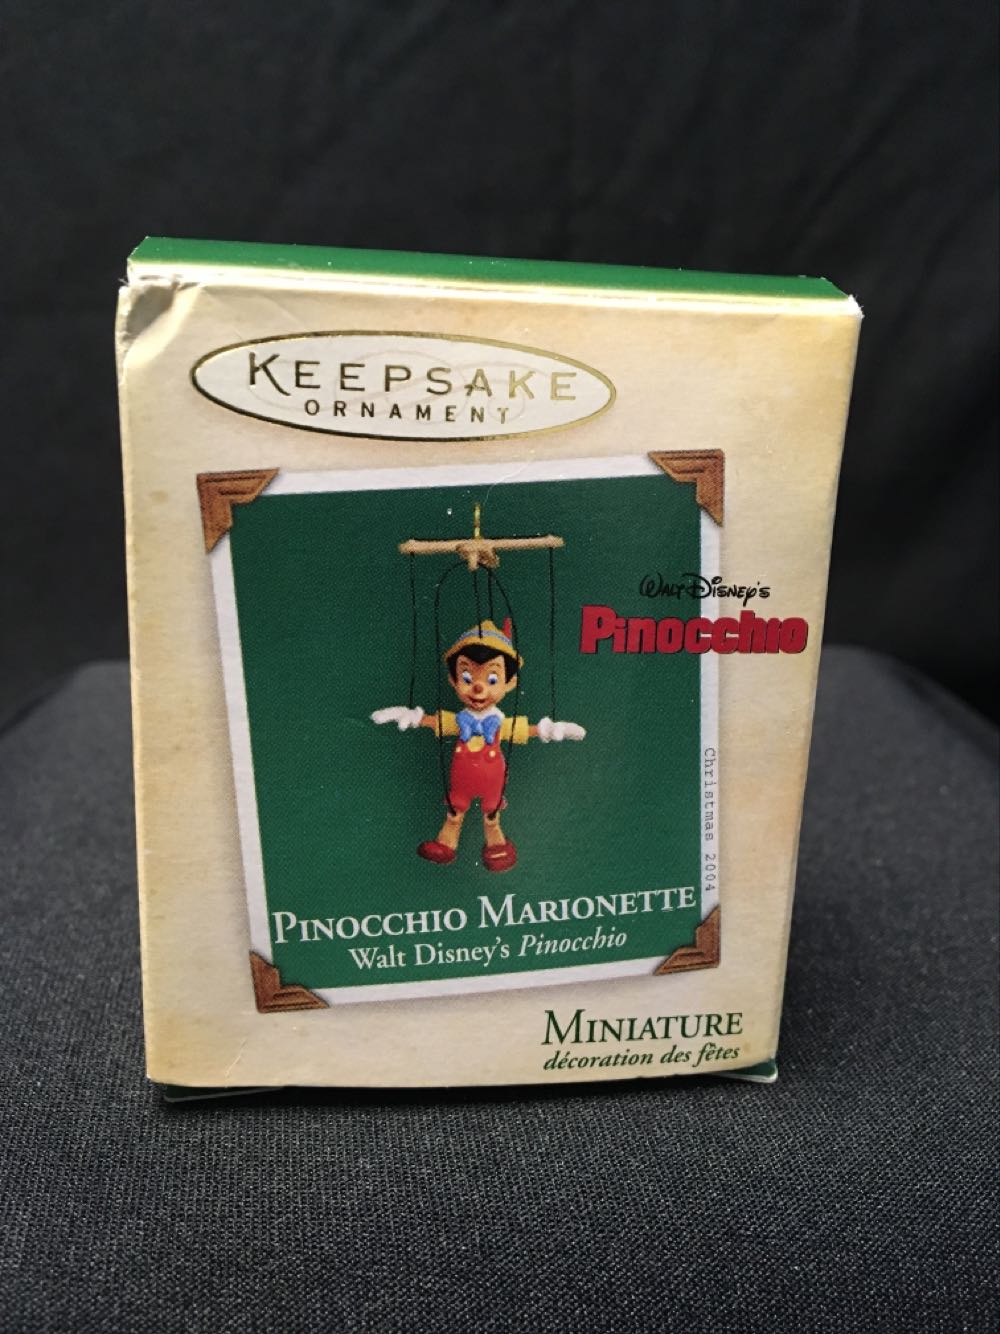 KEEPSAKE
ORNAMENT
WALT DISNEY'S
Pinocchio
Christmas 2004
PINOCCHIO MARIONETTE
Walt Disney's Pinocchio
MINIATURE
décoration des fêtes